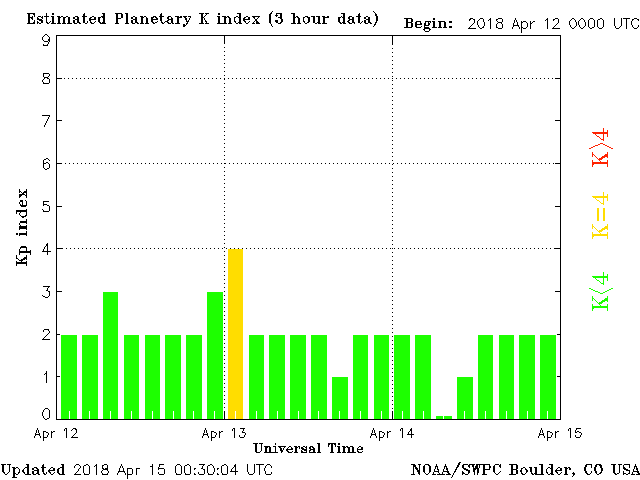 Estimated Planetary K index (3 hour data) Begin: 2018 Apr 12 0000 UTC
9
8
7
6
5
4
3
2
1
0
Kp index
K>4
K=4
K<4
Apr 12 Apr 13 Apr 14 Apr 15
Universal Time
Updated 2018 Apr 15 00:30:04 UTC NOAA/SWPC Boulder, CO USA